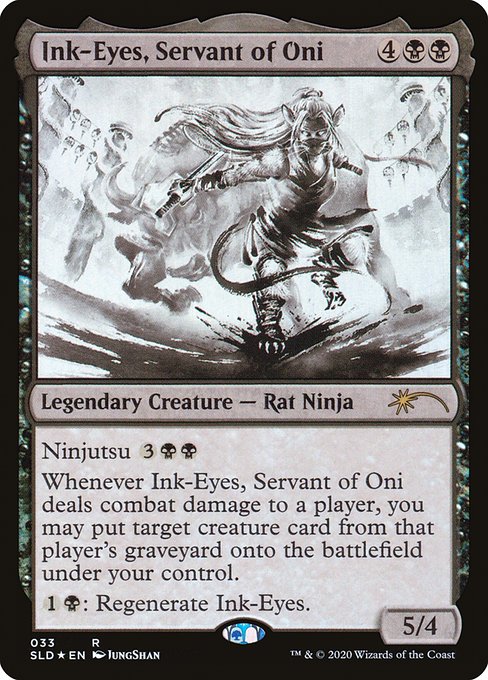 Ink-Eyes, Servant of Oni 4
Legendary Creature — Rat Ninja
Ninjutsu 3
Whenever Ink-Eyes, Servant of Oni
deals combat damage to a player, you
may put target creature card from that
player's graveyard onto the battlefield
under your control.
1 : Regenerate Ink-Eyes.
5/4
033 R
SLD ★ EN JungShan
™ & © 2020 Wizards of the Coast